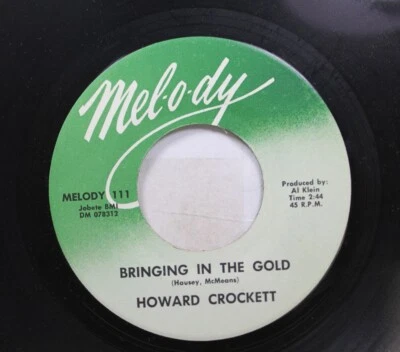 Mel-o-dy
MELODY 111
Jobete BMI
DM 078313
Produced by:
Al Klein
Time 2:44
45 R.P.M.
BRINGING IN THE GOLD
(Hausey, McMeans)
HOWARD CROCKETT